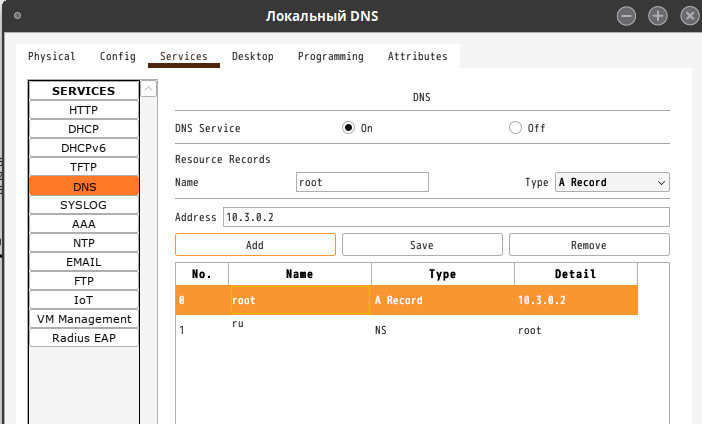 Локальный DNS
Physical Config Services Desktop Programming Attributes
SERVICES
HTTP
DHCP
DHCPv6
TFTP
DNS
SYSLOG
AAA
NTP
EMAIL
FTP
IoT
VM Management
Radius EAP
DNS
DNS Service On Off
Resource Records
Name root Type A Record
Address 10.3.0.2
Add Save Remove
No. Name Type Detail
0 root A Record 10.3.0.2
1 ru NS root